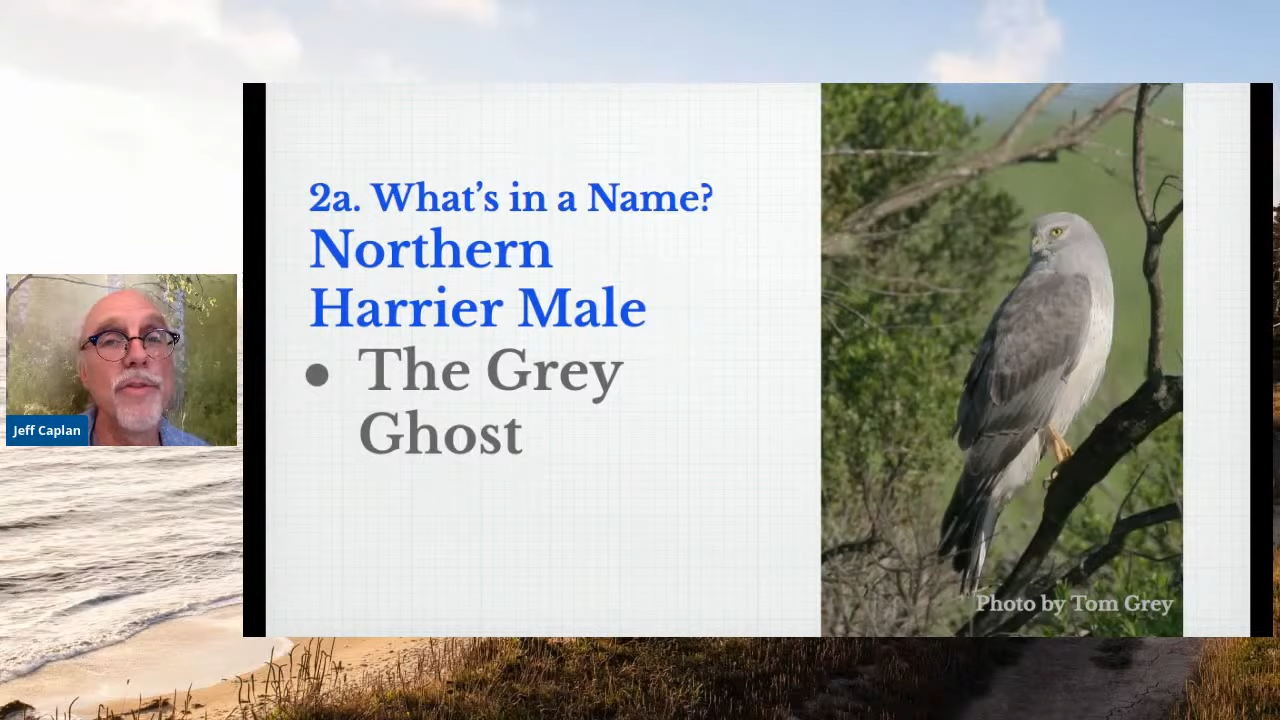 2a. What's in a Name?
Northern
Harrier Male
● The Grey
Ghost
Jeff Caplan
Photo by Tom Grey